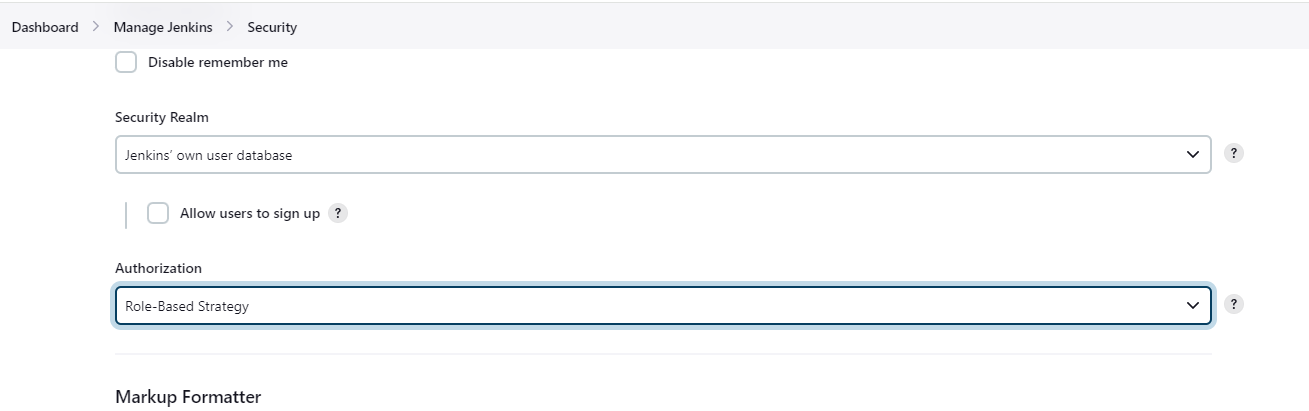 Dashboard > Manage Jenkins > Security
Disable remember me
Security Realm
Jenkins’ own user database
?
Allow users to sign up ?
Authorization
Role-Based Strategy
?
Markup Formatter